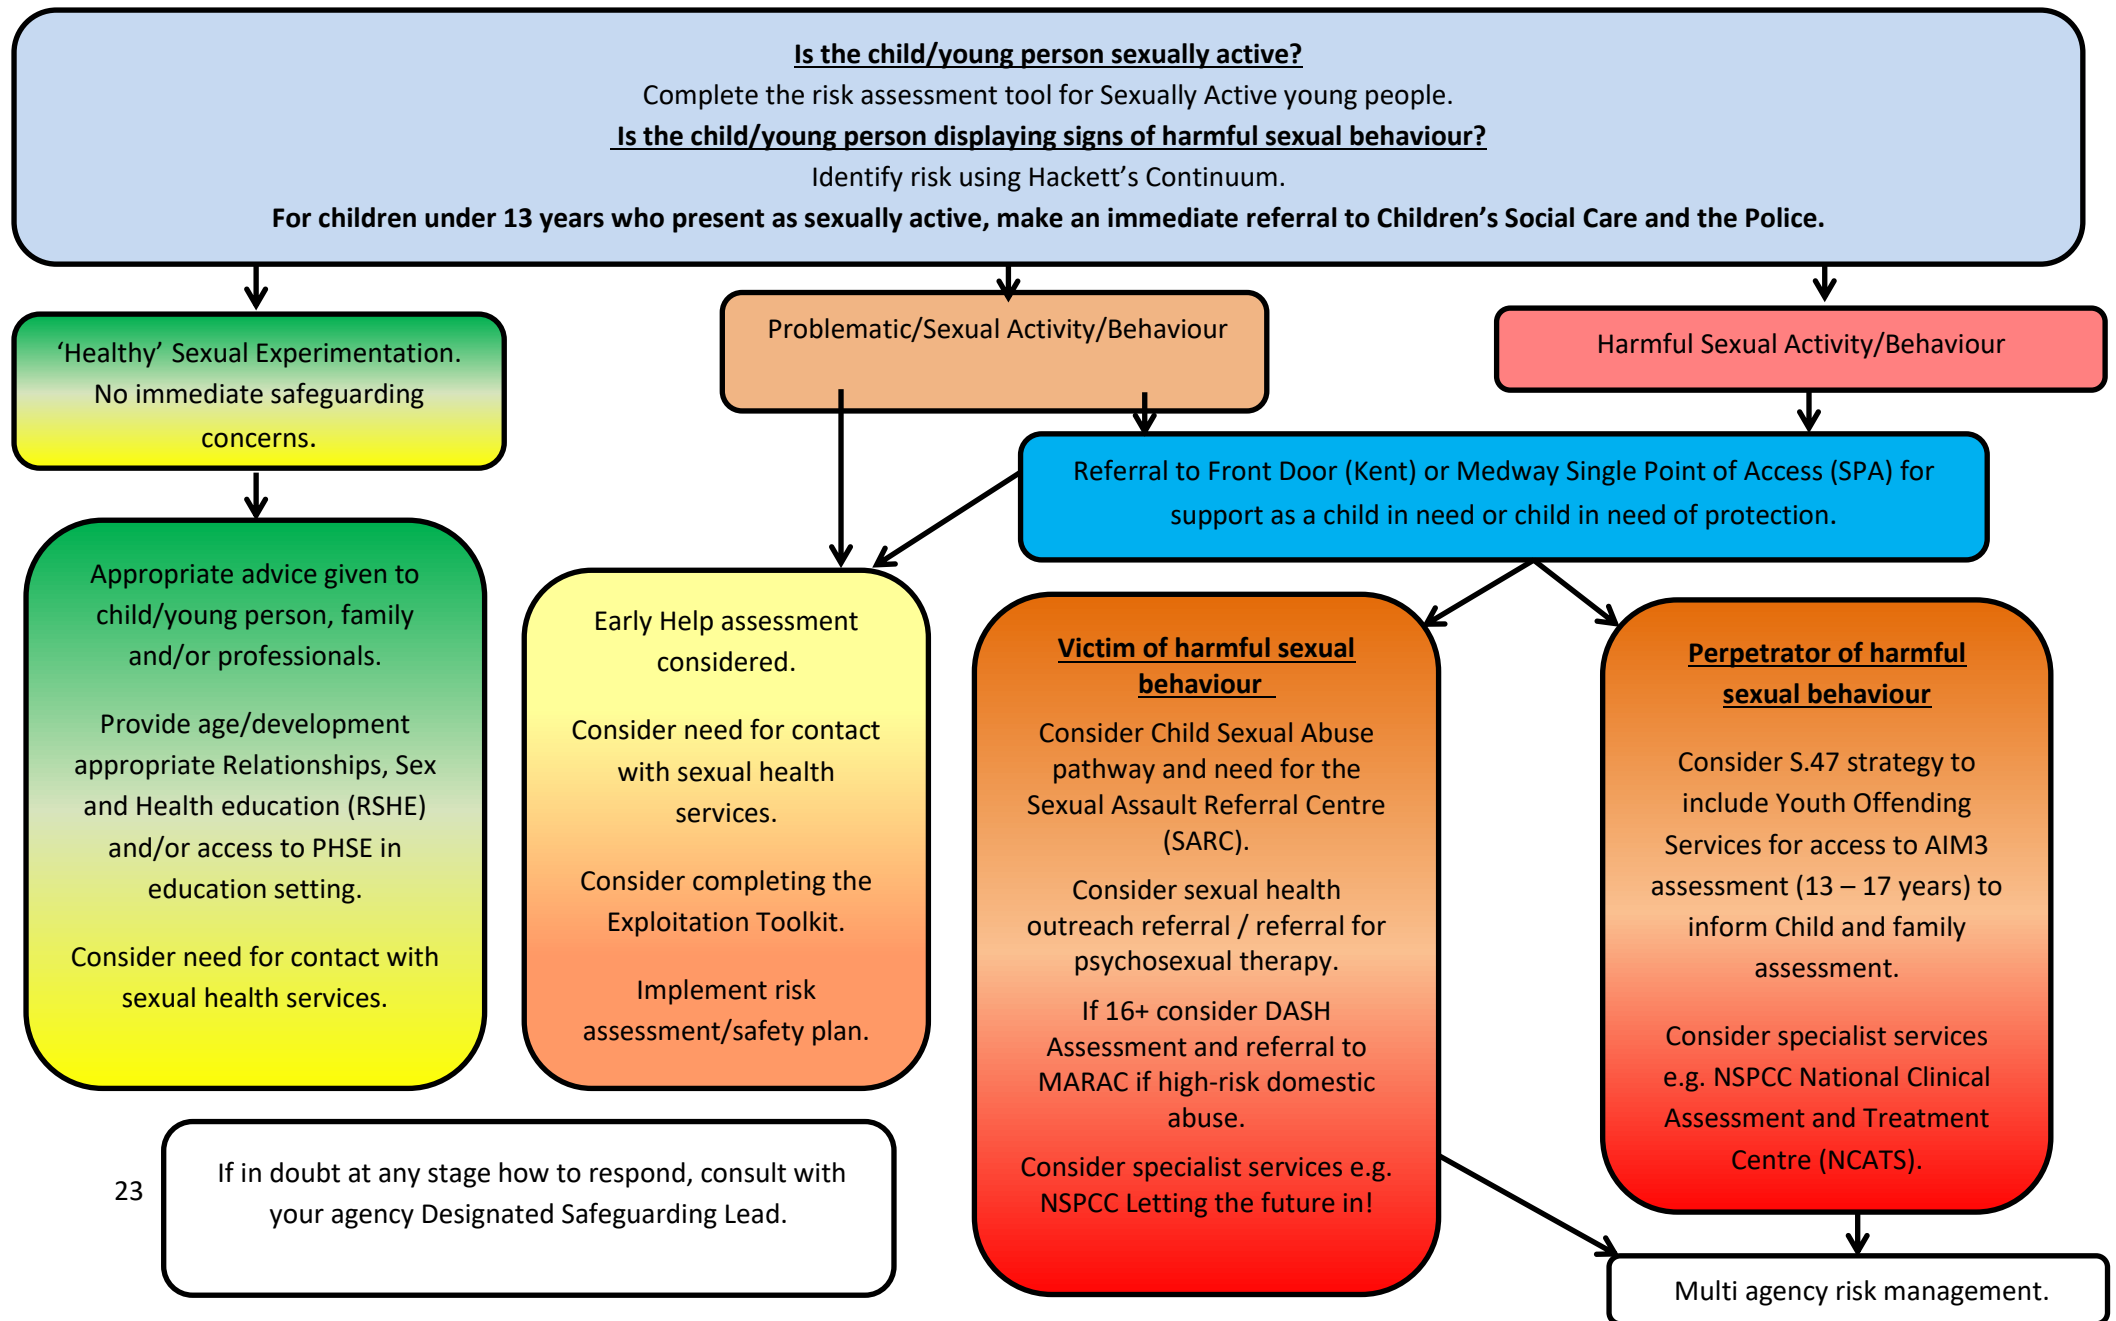 Is the child/young person sexually active?
Complete the risk assessment tool for Sexually Active young people.
Is the child/young person displaying signs of harmful sexual behaviour?
Identify risk using Hackett’s Continuum.
For children under 13 years who present as sexually active, make an immediate referral to Children’s Social Care and the Police.
‘Healthy’ Sexual Experimentation.
No immediate safeguarding
concerns.
Problematic/Sexual Activity/Behaviour
Harmful Sexual Activity/Behaviour
Referral to Front Door (Kent) or Medway Single Point of Access (SPA) for
support as a child in need or child in need of protection.
Appropriate advice given to
child/young person, family
and/or professionals.
Provide age/development
appropriate Relationships, Sex
and Health education (RSHE)
and/or access to PHSE in
education setting.
Consider need for contact with
sexual health services.
Early Help assessment
considered.
Consider need for contact
with sexual health
services.
Consider completing the
Exploitation Toolkit.
Implement risk
assessment/safety plan.
Victim of harmful sexual
behaviour
Consider Child Sexual Abuse
pathway and need for the
Sexual Assault Referral Centre
(SARC).
Consider sexual health
outreach referral / referral for
psychosexual therapy.
If 16+ consider DASH
Assessment and referral to
MARAC if high-risk domestic
abuse.
Consider specialist services e.g.
NSPCC Letting the future in!
Perpetrator of harmful
sexual behaviour
Consider S.47 strategy to
include Youth Offending
Services for access to AIM3
assessment (13 – 17 years) to
inform Child and family
assessment.
Consider specialist services
e.g. NSPCC National Clinical
Assessment and Treatment
Centre (NCATS).
23
If in doubt at any stage how to respond, consult with
your agency Designated Safeguarding Lead.
Multi agency risk management.